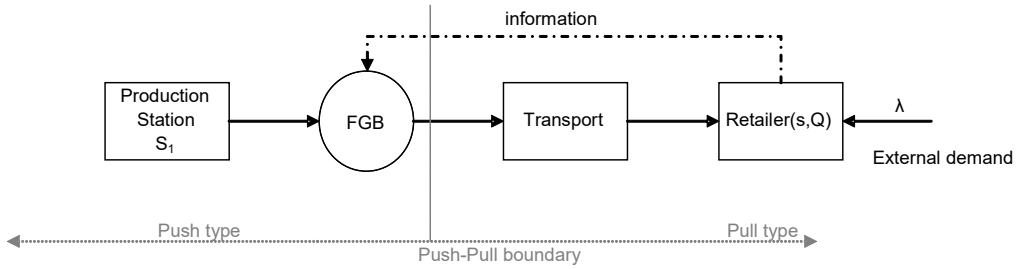 information
Production
Station
S₁
FGB
Transport
Retailer(s,Q)
λ
External demand
Push type
Pull type
Push-Pull boundary